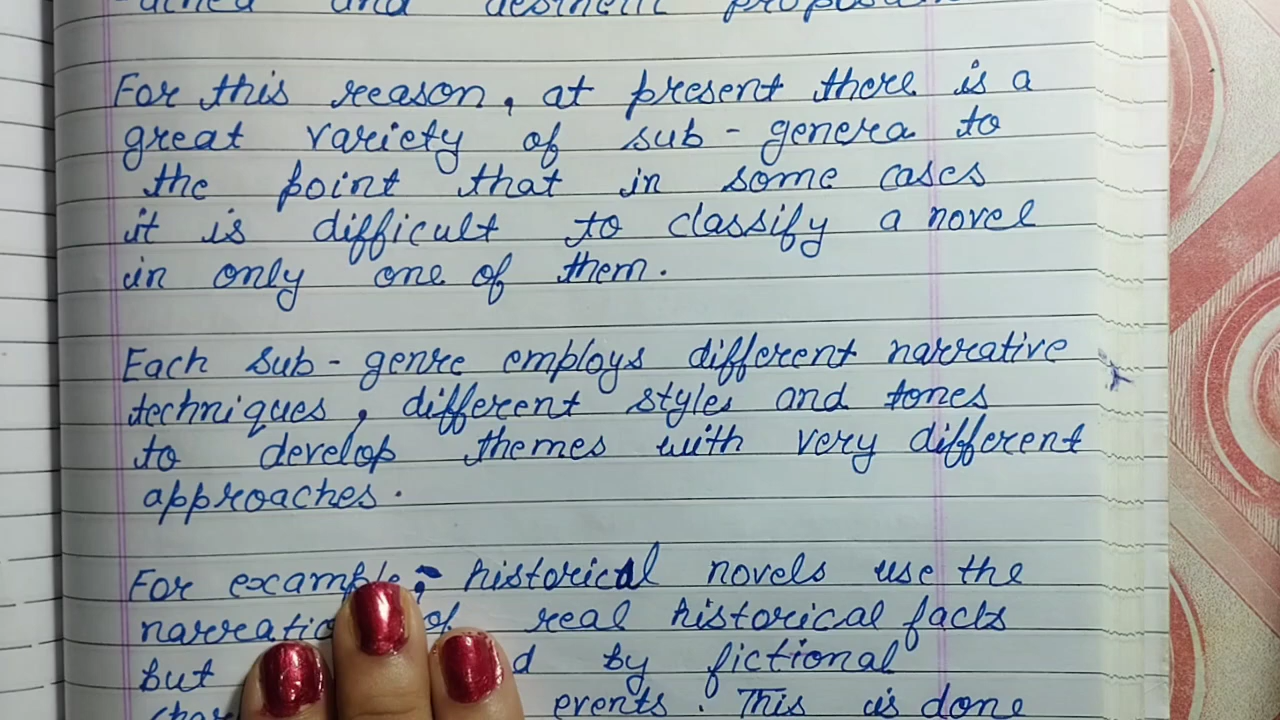 and
For this reason, at present there is a
great variety of sub - genera to
the point that in some cases
it is difficult to classify a novel
in only one of them.
Each sub - genre employs different narrative
techniques, different styles and tones
to develop themes with very different
approaches.
For example, historical novels use the
of real historical facts
but by fictional
events. This is done